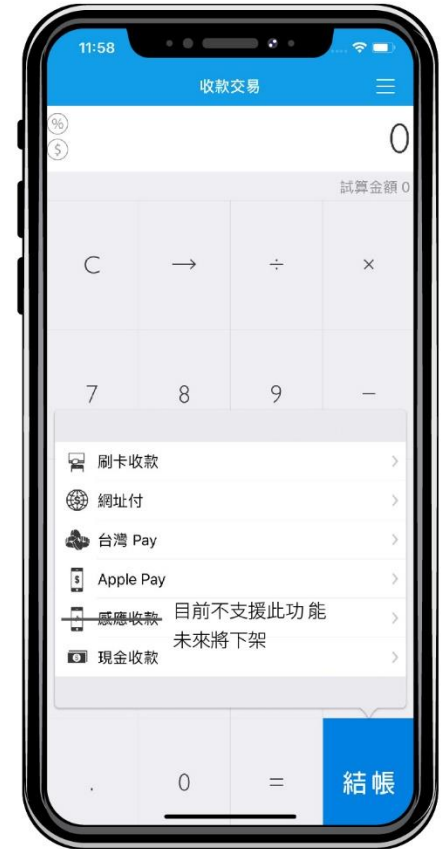 11:58
收款交易
%
$
0
試算金額 0
C → ÷ ×
7 8 9 −
刷卡收款
網址付
台灣 Pay
Apple Pay
感應收款 目前不支援此功能
未來將下架
現金收款
. 0 = 結帳